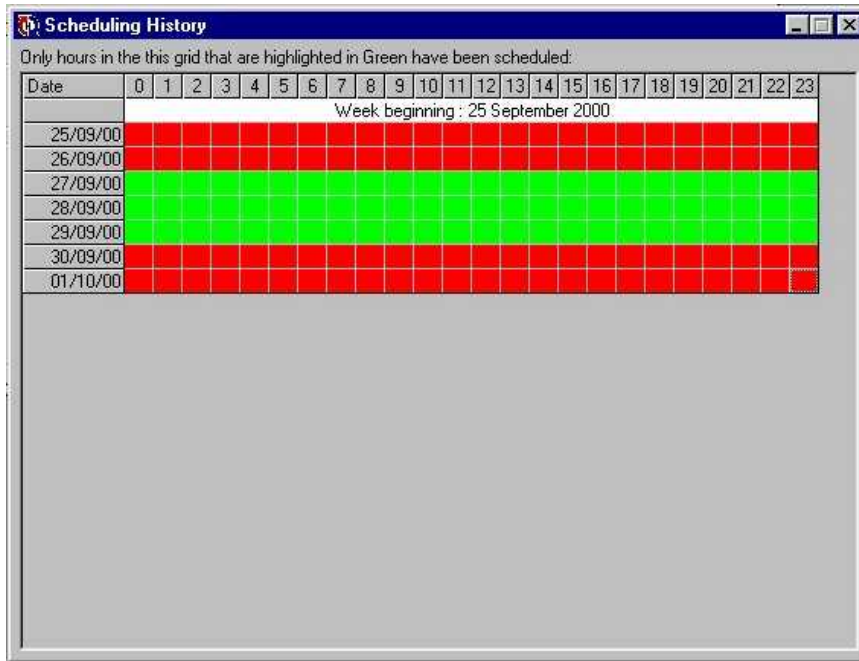 Scheduling History
Only hours in the this grid that are highlighted in Green have been scheduled:
Date 0 1 2 3 4 5 6 7 8 9 10 11 12 13 14 15 16 17 18 19 20 21 22 23
Week beginning : 25 September 2000
25/09/00
26/09/00
27/09/00
28/09/00
29/09/00
30/09/00
01/10/00